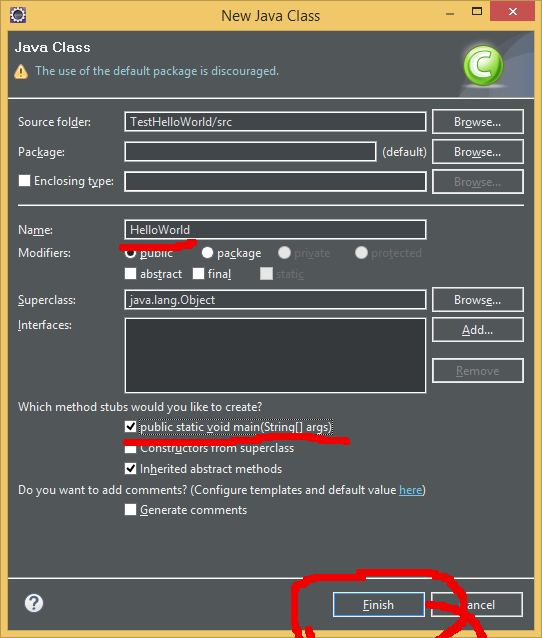 New Java Class
Java Class
The use of the default package is discouraged.
Source folder: TestHelloWorld/src Browse...
Package: (default) Browse...
Enclosing type: Browse...
Name: HelloWorld
Modifiers: public package private protected
abstract final static
Superclass: java.lang.Object Browse...
Interfaces: Add...
Remove
Which method stubs would you like to create?
public static void main(String[] args)
Constructors from superclass
Inherited abstract methods
Do you want to add comments? (Configure templates and default value here)
Generate comments
Finish Cancel